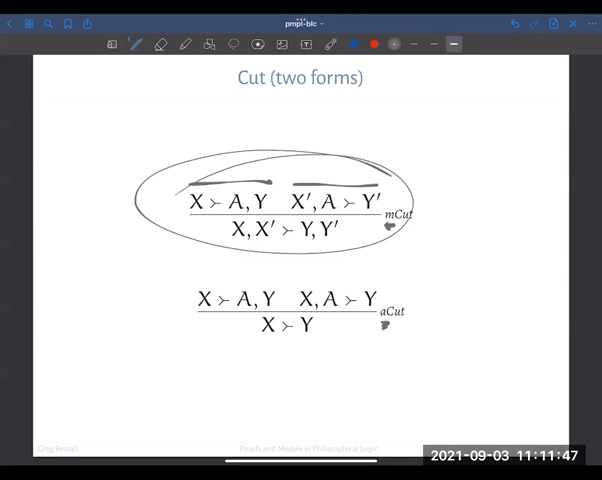 pmpl-blc
Cut (two forms)
X ≻ A, Y    X′, A ≻ Y′
mCut
X, X′ ≻ Y, Y′
X ≻ A, Y    X, A ≻ Y
aCut
X ≻ Y
Greg Restall    Proofs and Models in Philosophical Logic
2021-09-03 11:11:47